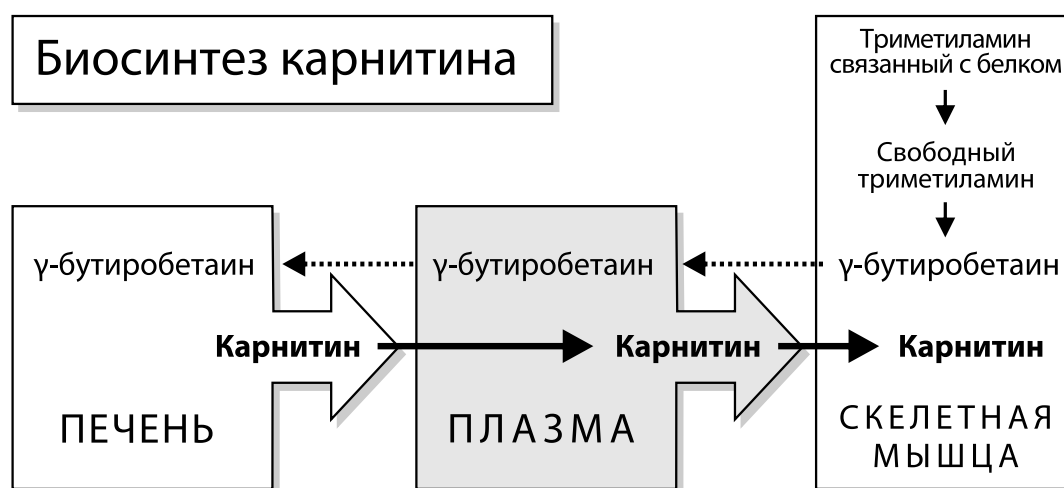 Биосинтез карнитина
Триметиламин
связанный с белком
Свободный
триметиламин
γ-бутиробетаин
γ-бутиробетаин
γ-бутиробетаин
Карнитин
Карнитин
Карнитин
ПЕЧЕНЬ
ПЛАЗМА
СКЕЛЕТНАЯ
МЫШЦА